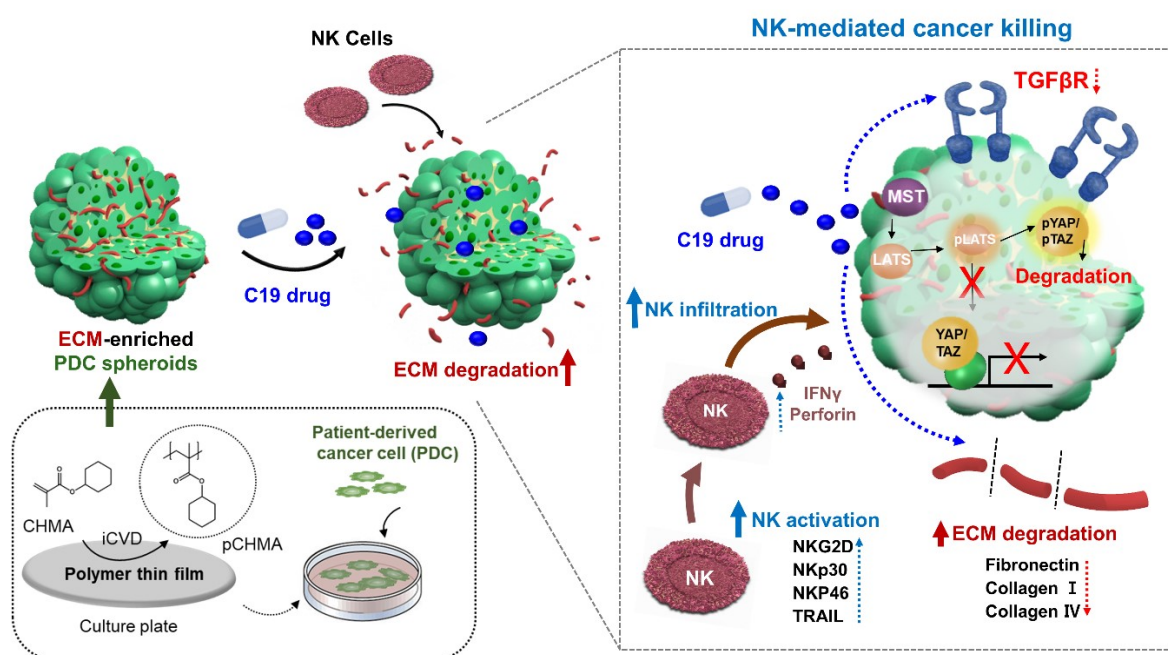 NK Cells
C19 drug
ECM-enriched
PDC spheroids
ECM degradation
CHMA
iCVD
pCHMA
Polymer thin film
Culture plate
Patient-derived
cancer cell (PDC)
NK-mediated cancer killing
TGFβR
C19 drug
MST
LATS
pLATS
pYAP/
pTAZ
Degradation
X
YAP/
TAZ
X
NK infiltration
NK
IFNγ
Perforin
NK
NK activation
NKG2D
NKp30
NKP46
TRAIL
ECM degradation
Fibronectin
Collagen Ⅰ
Collagen Ⅳ
O
O
O
O